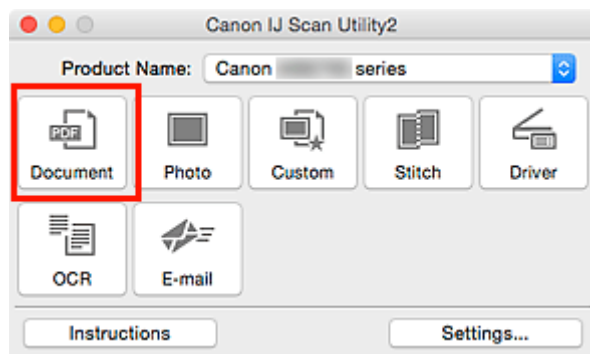 Canon IJ Scan Utility2
Product Name: Canon series
PDF
Document Photo Custom Stitch Driver
OCR E-mail
Instructions Settings...